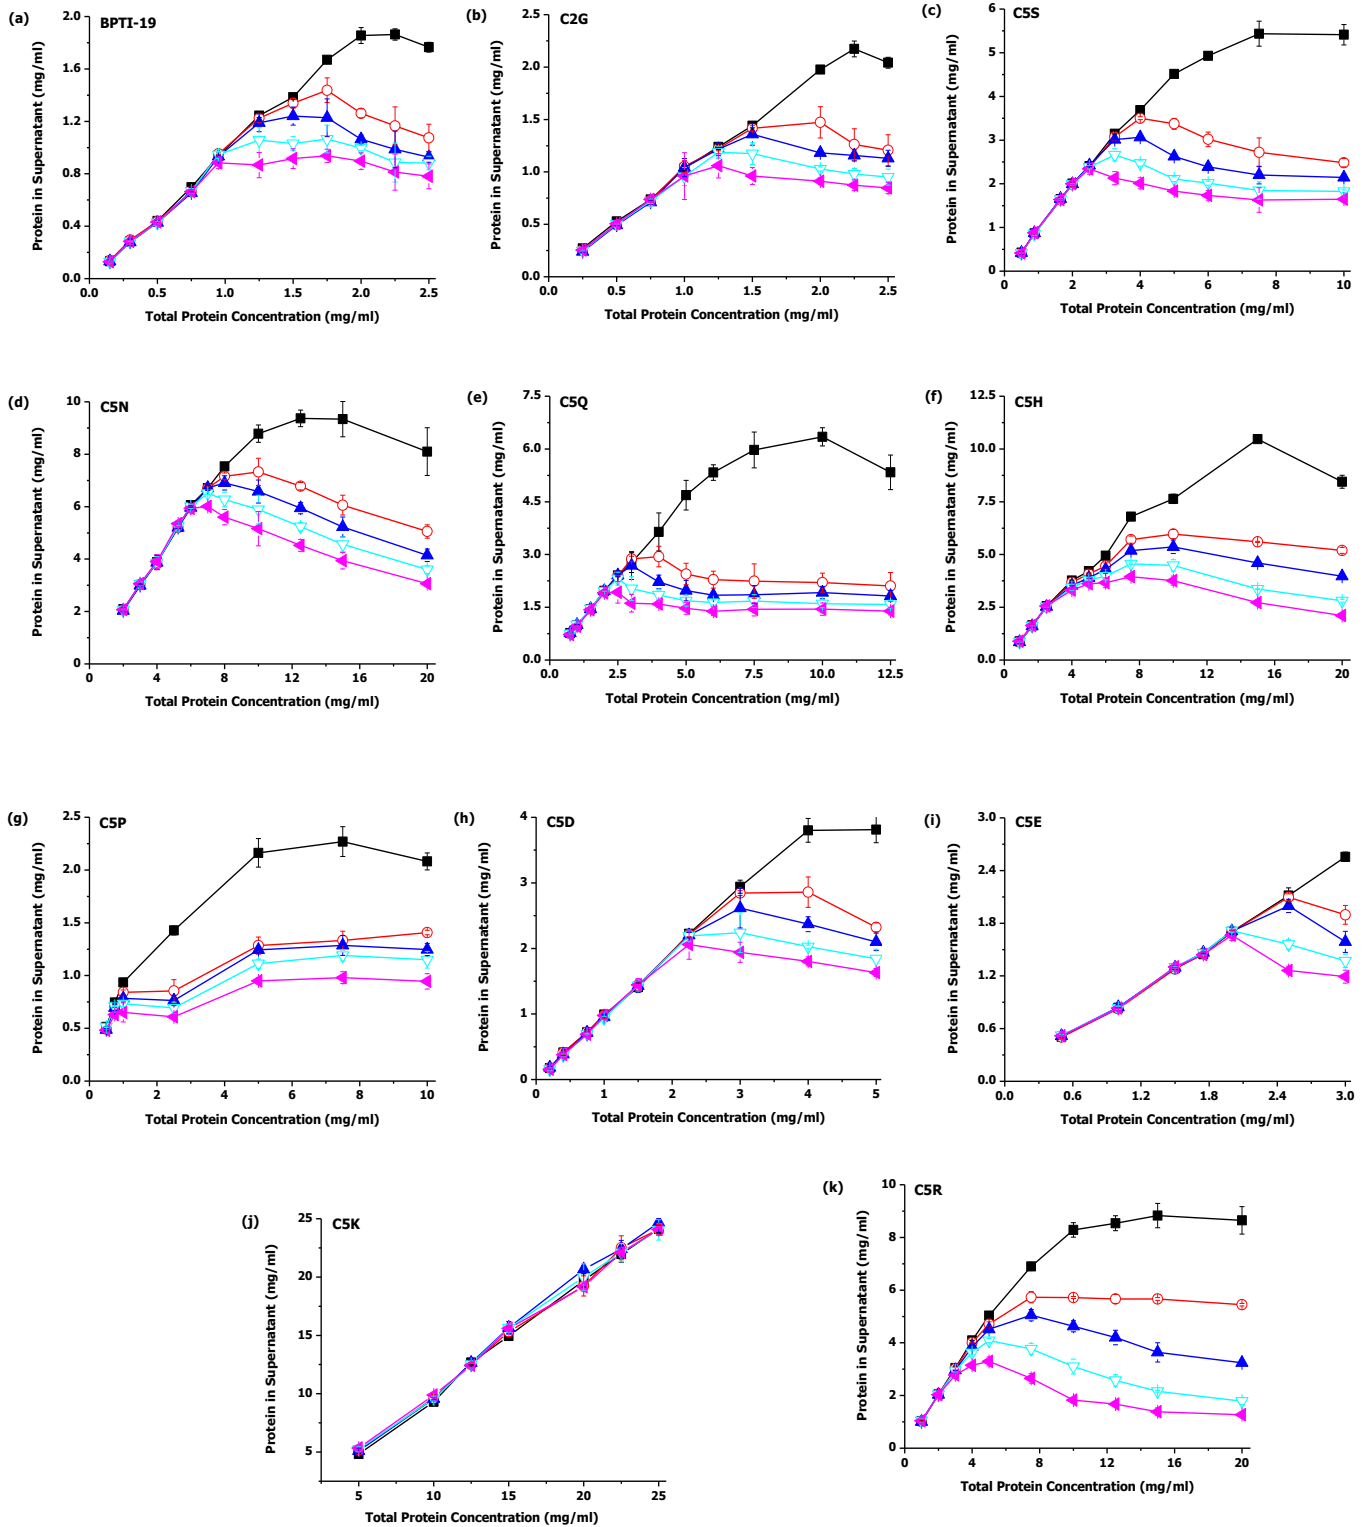 (a)
BPTI-19
2.0
1.6
1.2
0.8
0.4
0.0
Protein in Supernatant (mg/ml)
0.0 0.5 1.0 1.5 2.0 2.5
Total Protein Concentration (mg/ml)
(b)
C2G
2.5
2.0
1.5
1.0
0.5
0.0
Protein in Supernatant (mg/ml)
0.0 0.5 1.0 1.5 2.0 2.5
Total Protein Concentration (mg/ml)
(c)
C5S
6
5
4
3
2
1
0
Protein in Supernatant (mg/ml)
0 2 4 6 8 10
Total Protein Concentration (mg/ml)
(d)
C5N
10
8
6
4
2
0
Protein in Supernatant (mg/ml)
0 4 8 12 16 20
Total Protein Concentration (mg/ml)
(e)
C5Q
7.5
6.0
4.5
3.0
1.5
0.0
Protein in Supernatant (mg/ml)
0.0 2.5 5.0 7.5 10.0 12.5
Total Protein Concentration (mg/ml)
(f)
C5H
12.5
10.0
7.5
5.0
2.5
0.0
Protein in Supernatant (mg/ml)
0 4 8 12 16 20
Total Protein Concentration (mg/ml)
(g)
C5P
2.5
2.0
1.5
1.0
0.5
0.0
Protein in Supernatant (mg/ml)
0 2 4 6 8 10
Total Protein Concentration (mg/ml)
(h)
C5D
4
3
2
1
0
Protein in Supernatant (mg/ml)
0 1 2 3 4 5
Total Protein Concentration (mg/ml)
(i)
C5E
3.0
2.4
1.8
1.2
0.6
0.0
Protein in Supernatant (mg/ml)
0.0 0.6 1.2 1.8 2.4 3.0
Total Protein Concentration (mg/ml)
(j)
C5K
25
20
15
10
5
Protein in Supernatant (mg/ml)
5 10 15 20 25
Total Protein Concentration (mg/ml)
(k)
C5R
10
8
6
4
2
0
Protein in Supernatant (mg/ml)
0 4 8 12 16 20
Total Protein Concentration (mg/ml)